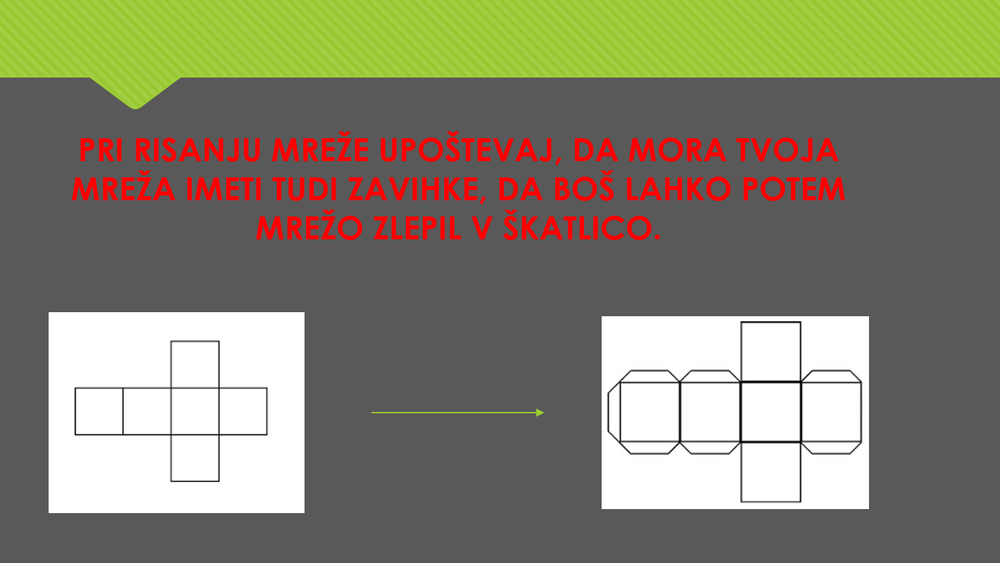 PRI RISANJU MREŽE UPOŠTEVAJ, DA MORA TVOJA
MREŽA IMETI TUDI ZAVIHKE, DA BOŠ LAHKO POTEM
MREŽO ZLEPIL V ŠKATLICO.